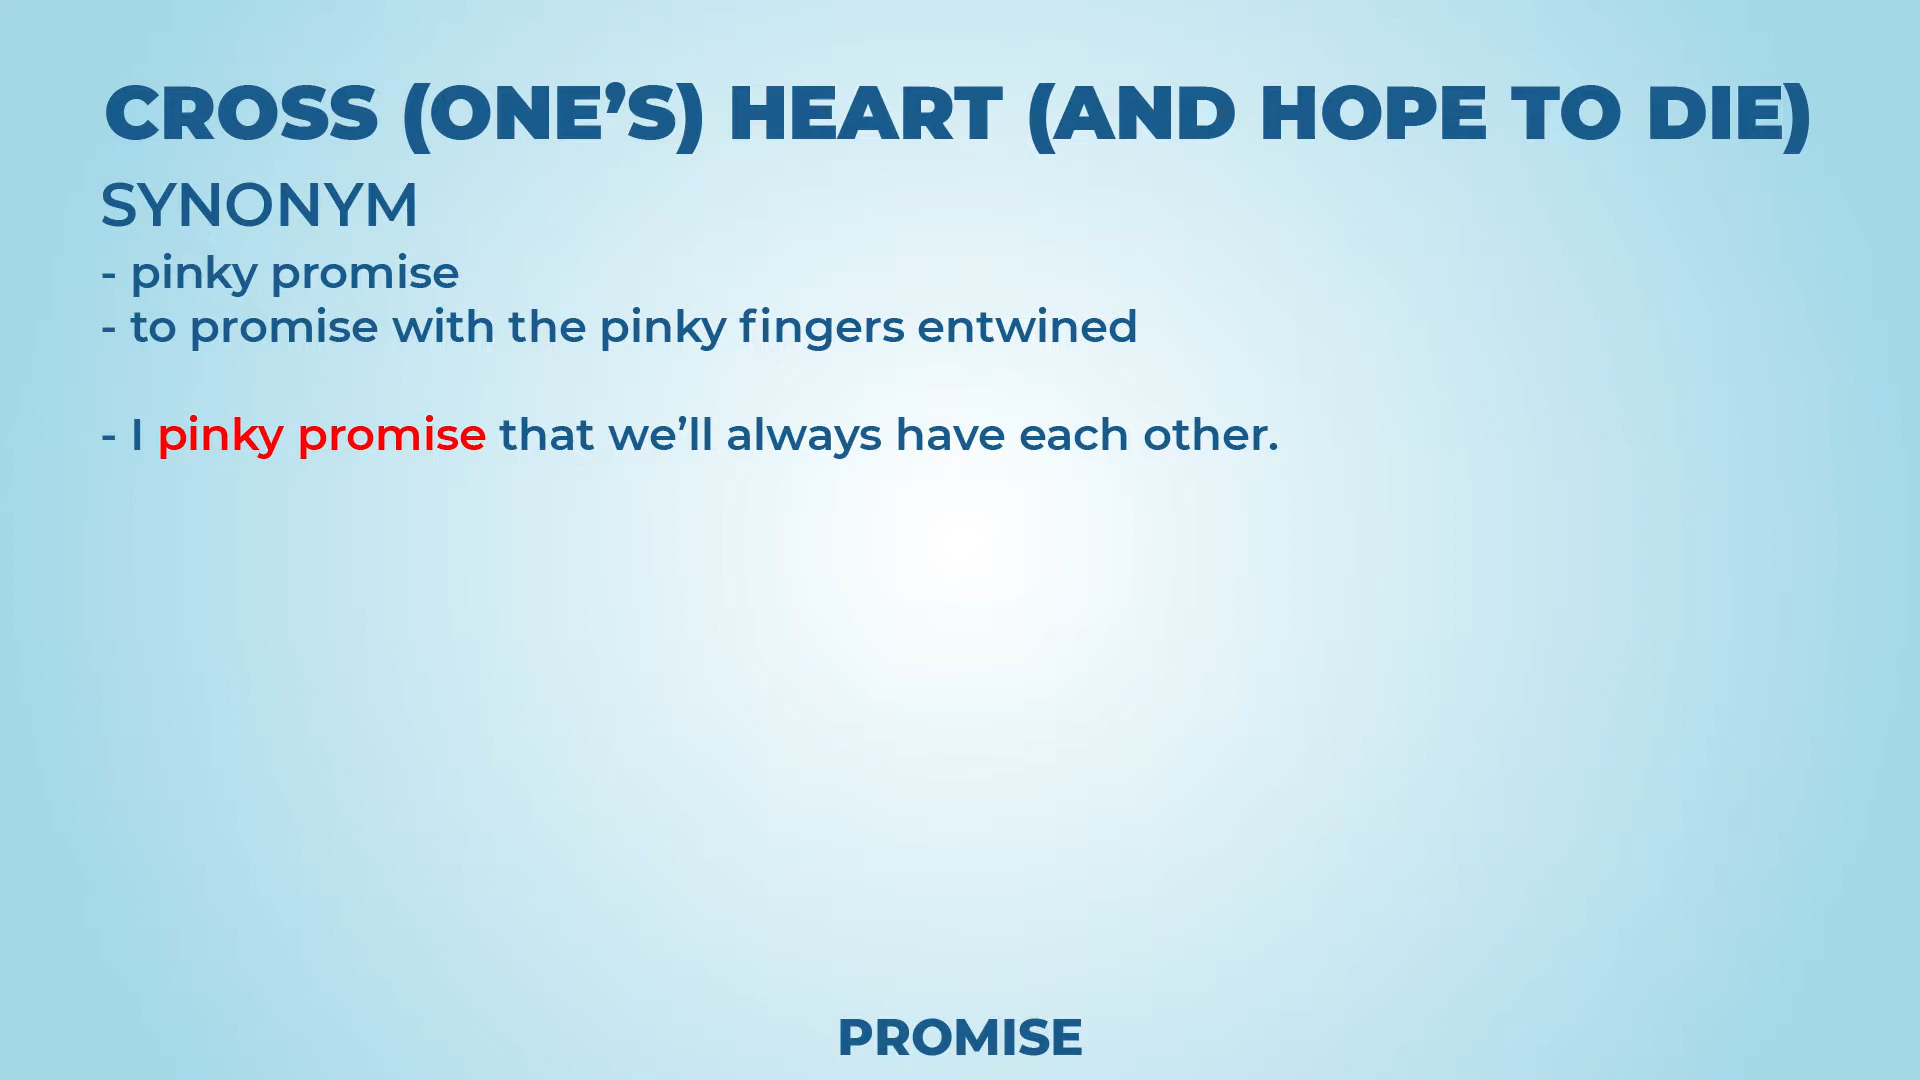 CROSS (ONE’S) HEART (AND HOPE TO DIE)
SYNONYM
- pinky promise
- to promise with the pinky fingers entwined
- I pinky promise that we’ll always have each other.
PROMISE